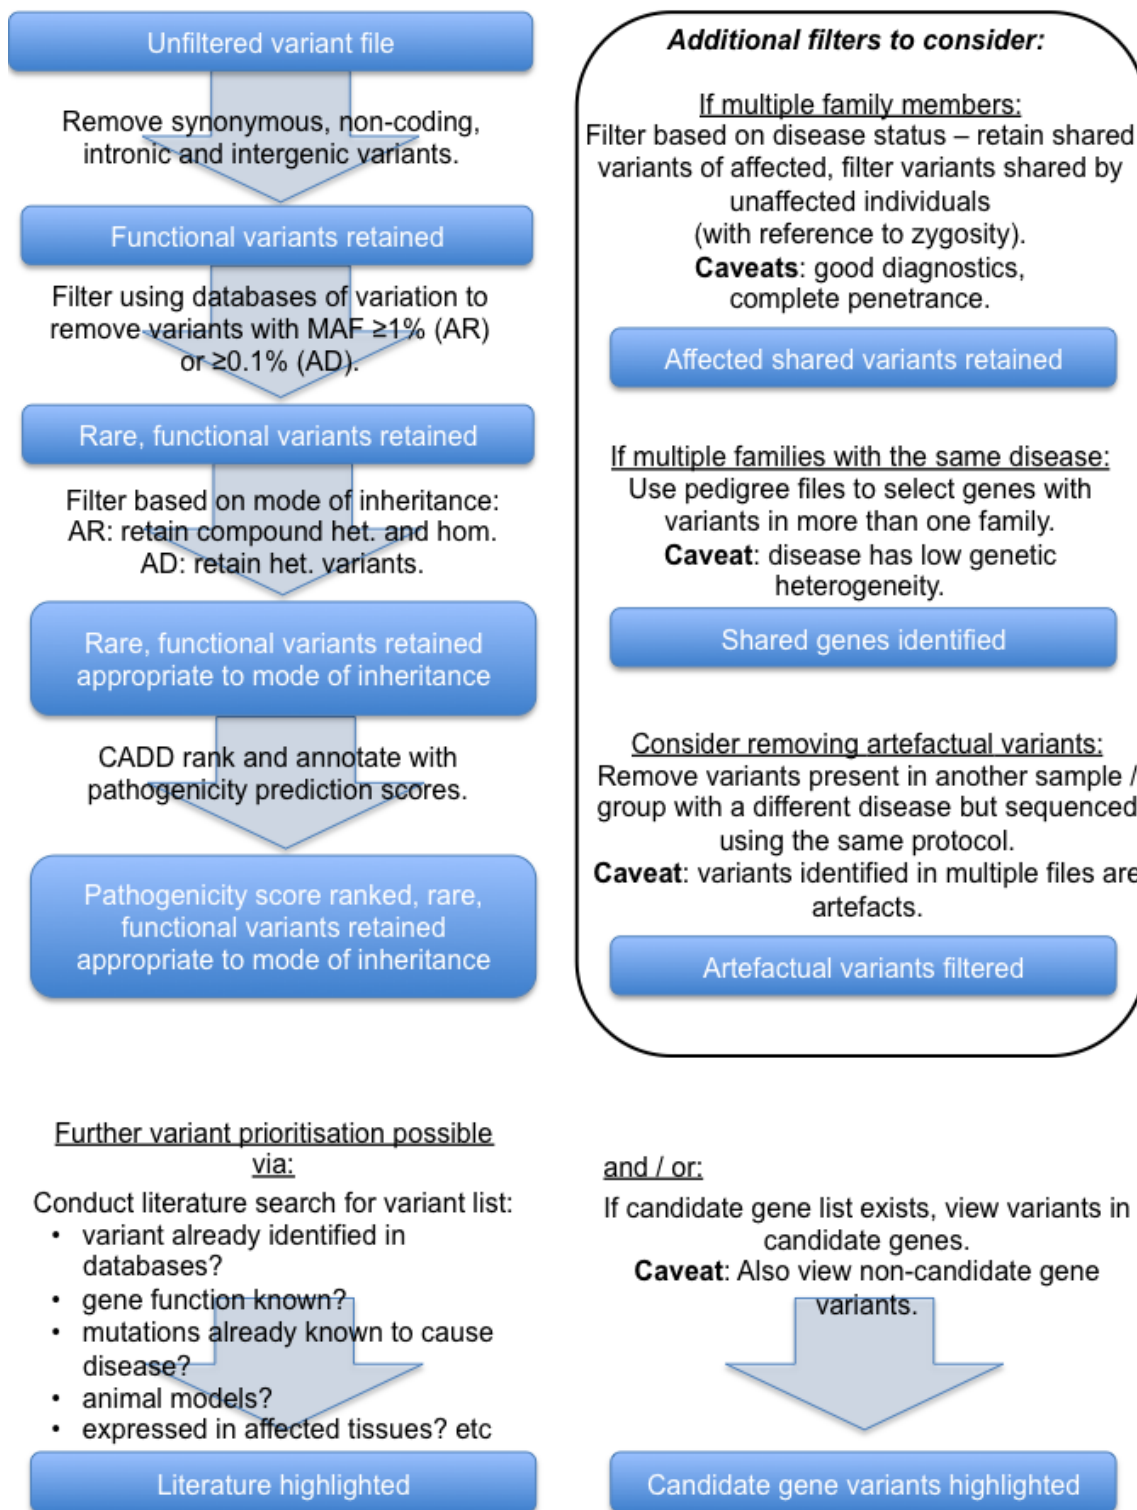 Unfiltered variant file
Remove synonymous, non-coding,
intronic and intergenic variants.
Functional variants retained
Filter using databases of variation to
remove variants with MAF ≥1% (AR)
or ≥0.1% (AD).
Rare, functional variants retained
Filter based on mode of inheritance:
AR: retain compound het. and hom.
AD: retain het. variants.
Rare, functional variants retained
appropriate to mode of inheritance
CADD rank and annotate with
pathogenicity prediction scores.
Pathogenicity score ranked, rare,
functional variants retained
appropriate to mode of inheritance
Additional filters to consider:
If multiple family members:
Filter based on disease status – retain shared
variants of affected, filter variants shared by
unaffected individuals
(with reference to zygosity).
Caveats: good diagnostics,
complete penetrance.
Affected shared variants retained
If multiple families with the same disease:
Use pedigree files to select genes with
variants in more than one family.
Caveat: disease has low genetic
heterogeneity.
Shared genes identified
Consider removing artefactual variants:
Remove variants present in another sample /
group with a different disease but sequenced
using the same protocol.
Caveat: variants identified in multiple files are
artefacts.
Artefactual variants filtered
Further variant prioritisation possible
via:
Conduct literature search for variant list:
• variant already identified in
databases?
• gene function known?
• mutations already known to cause
disease?
• animal models?
• expressed in affected tissues? etc
Literature highlighted
and / or:
If candidate gene list exists, view variants in
candidate genes.
Caveat: Also view non-candidate gene
variants.
Candidate gene variants highlighted